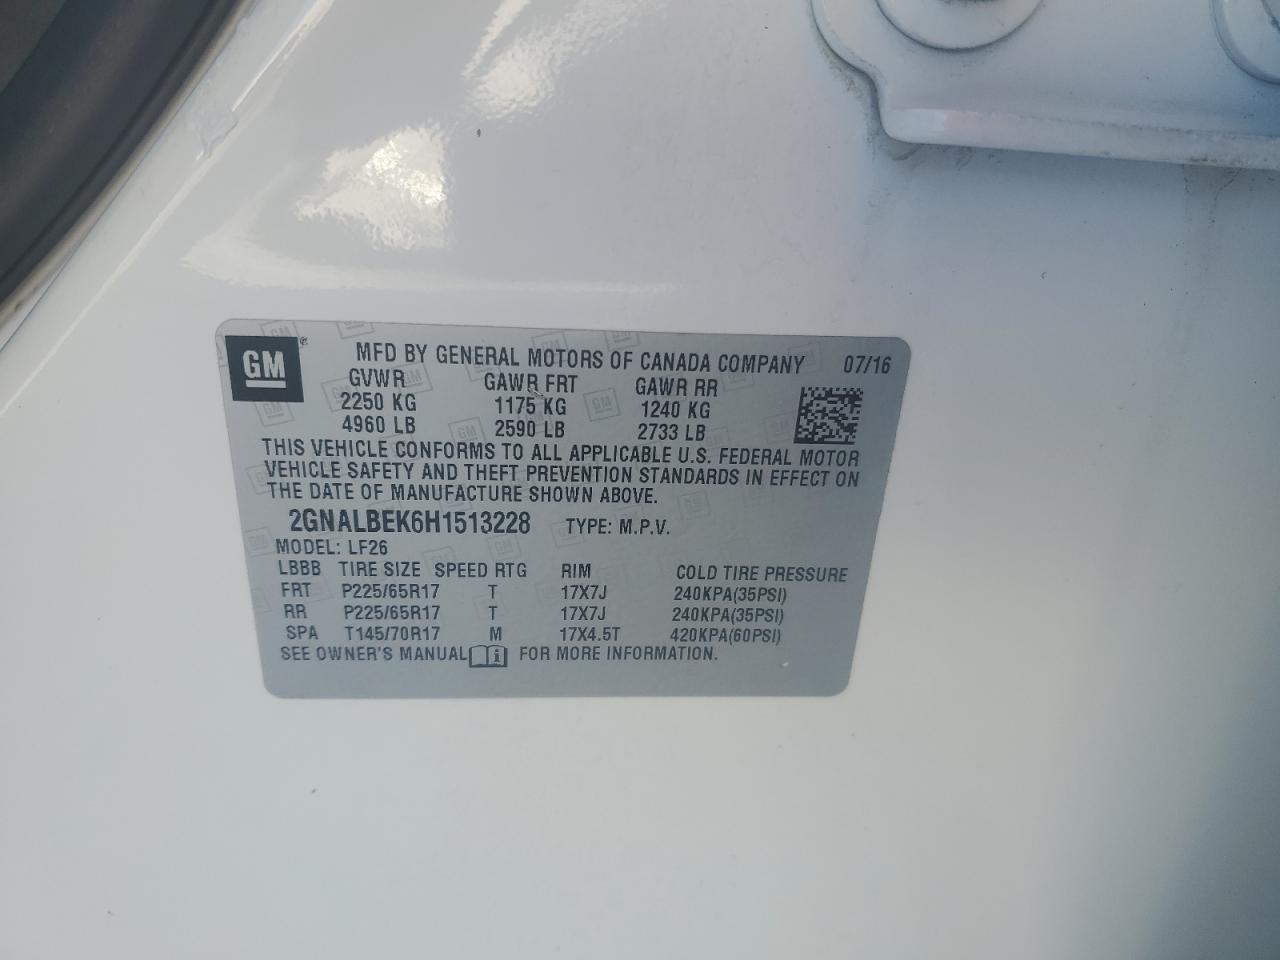 GM ® MFD BY GENERAL MOTORS OF CANADA COMPANY 07/16
GVWR GAWR FRT GAWR RR
2250 KG 1175 KG 1240 KG
4960 LB 2590 LB 2733 LB
THIS VEHICLE CONFORMS TO ALL APPLICABLE U.S. FEDERAL MOTOR
VEHICLE SAFETY AND THEFT PREVENTION STANDARDS IN EFFECT ON
THE DATE OF MANUFACTURE SHOWN ABOVE.
2GNALBEK6H1513228 TYPE: M.P.V.
MODEL: LF26
LBBB TIRE SIZE SPEED RTG RIM COLD TIRE PRESSURE
FRT P225/65R17 T 17X7J 240KPA(35PSI)
RR P225/65R17 T 17X7J 240KPA(35PSI)
SPA T145/70R17 M 17X4.5T 420KPA(60PSI)
SEE OWNER'S MANUAL FOR MORE INFORMATION.